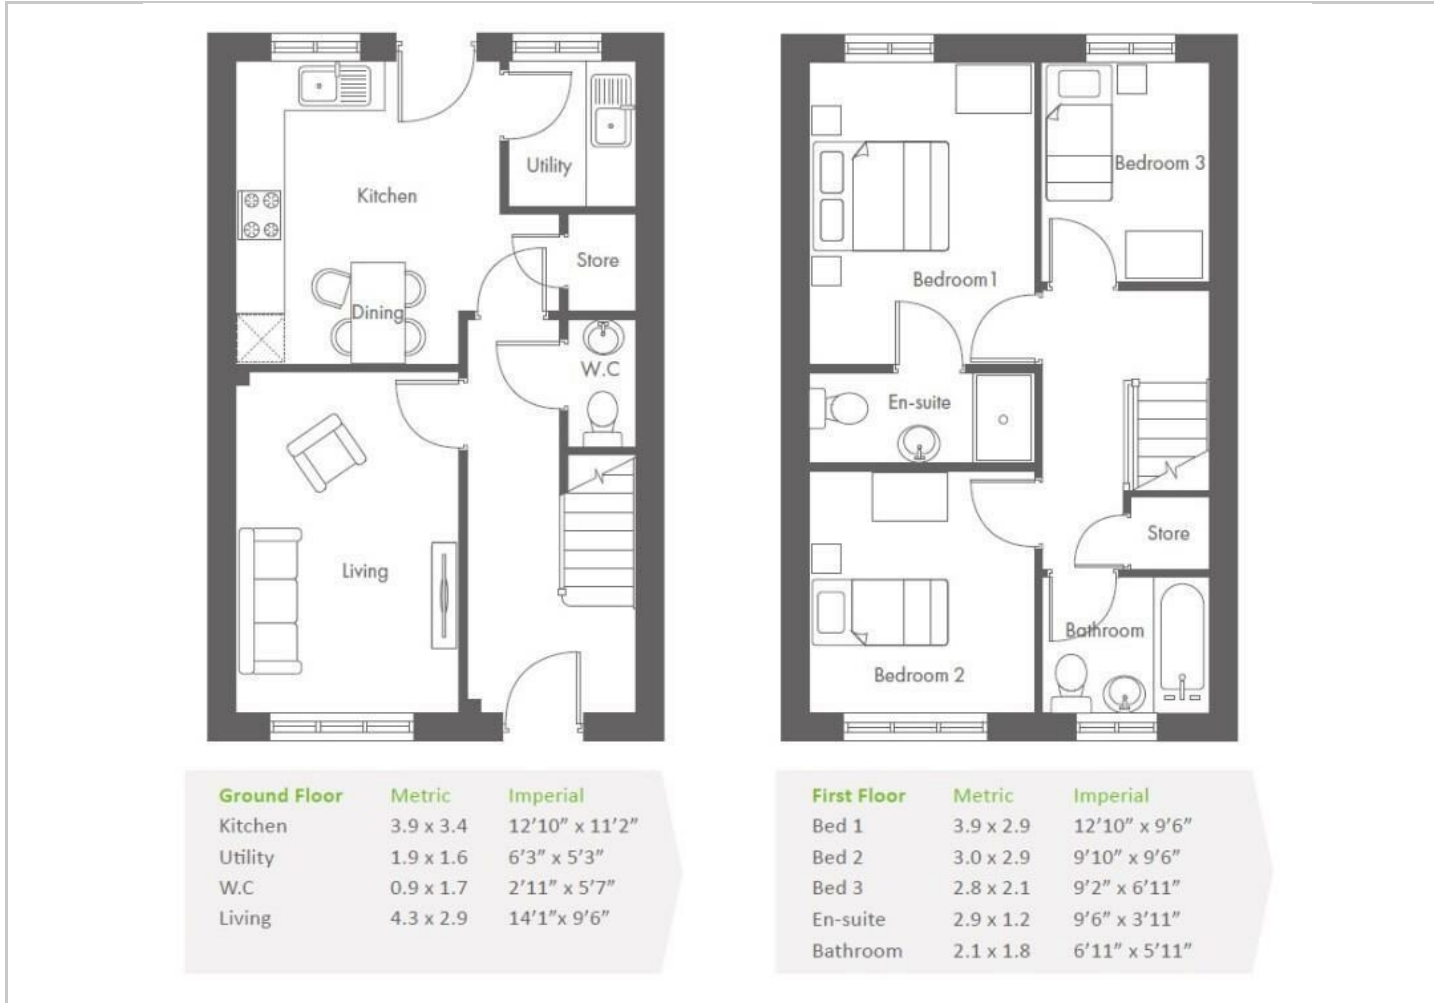 Utility
Kitchen
Store
Dining
W.C
Living
Bedroom 3
Bedroom1
En-suite
Store
Bathroom
Bedroom 2
Ground Floor Metric Imperial
Kitchen 3.9 x 3.4 12’10” x 11’2”
Utility 1.9 x 1.6 6’3” x 5’3”
W.C 0.9 x 1.7 2’11” x 5’7”
Living 4.3 x 2.9 14’1”x 9’6”
First Floor Metric Imperial
Bed 1 3.9 x 2.9 12’10” x 9’6”
Bed 2 3.0 x 2.9 9’10” x 9’6”
Bed 3 2.8 x 2.1 9’2” x 6’11”
En-suite 2.9 x 1.2 9’6” x 3’11”
Bathroom 2.1 x 1.8 6’11” x 5’11”